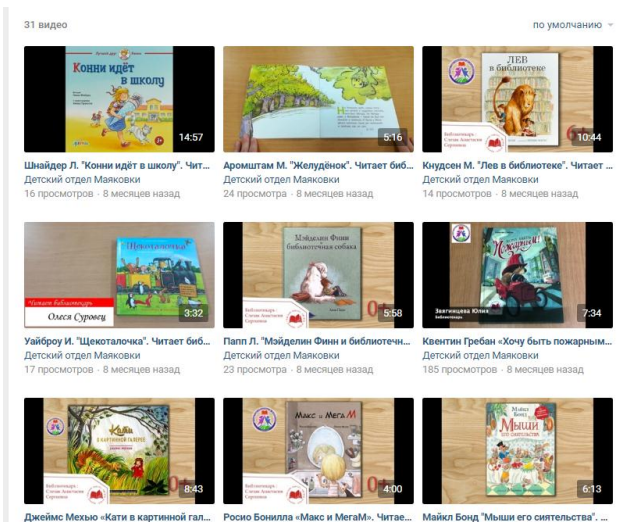 31 видео
по умолчанию
Лучший друг Конни
Конни идёт
в школу
14:57
5:16
ЛЕВ
в библиотеке
10:44
Шнайдер Л. "Конни идёт в школу". Чит...
Аромштам М. "Желудёнок". Читает биб...
Кнудсен М. "Лев в библиотеке". Читает ...
Детский отдел Маяковки
Детский отдел Маяковки
Детский отдел Маяковки
16 просмотров · 8 месяцев назад
24 просмотра · 8 месяцев назад
14 просмотров · 8 месяцев назад
Щекоталочка
Читает библиотекарь
Олеся Суровец
3:32
Мэйделин Финн
и
библиотечная собака
Библиотекарь :
0+
5:58
Пожарным!
Звягинцева Юлия
библиотекарь
7:34
Уайброу И. "Щекоталочка". Читает биб...
Папп Л. "Мэйделин Финн и библиотечн...
Квентин Гребан «Хочу быть пожарным...
Детский отдел Маяковки
Детский отдел Маяковки
Детский отдел Маяковки
17 просмотров · 8 месяцев назад
23 просмотра · 8 месяцев назад
185 просмотров · 8 месяцев назад
Кати
в картинной галерее
8:43
Макс и МегаМ
4:00
Майкл
Бонд
Мыши
его сиятельства
6:13
Джеймс Мехью «Кати в картинной гал...
Росио Бонилла «Макс и МегаМ». Читае...
Майкл Бонд "Мыши его сиятельства". ...